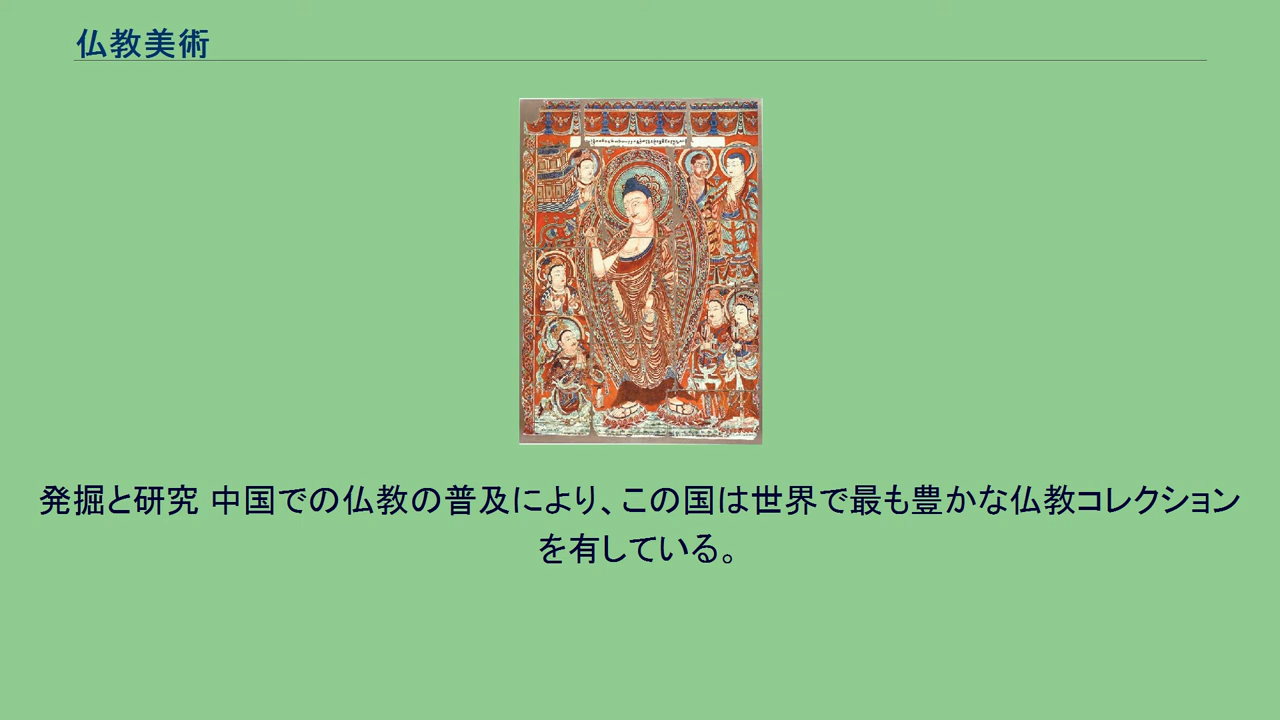 仏教美術
発掘と研究 中国での仏教の普及により、この国は世界で最も豊かな仏教コレクション
を有している。